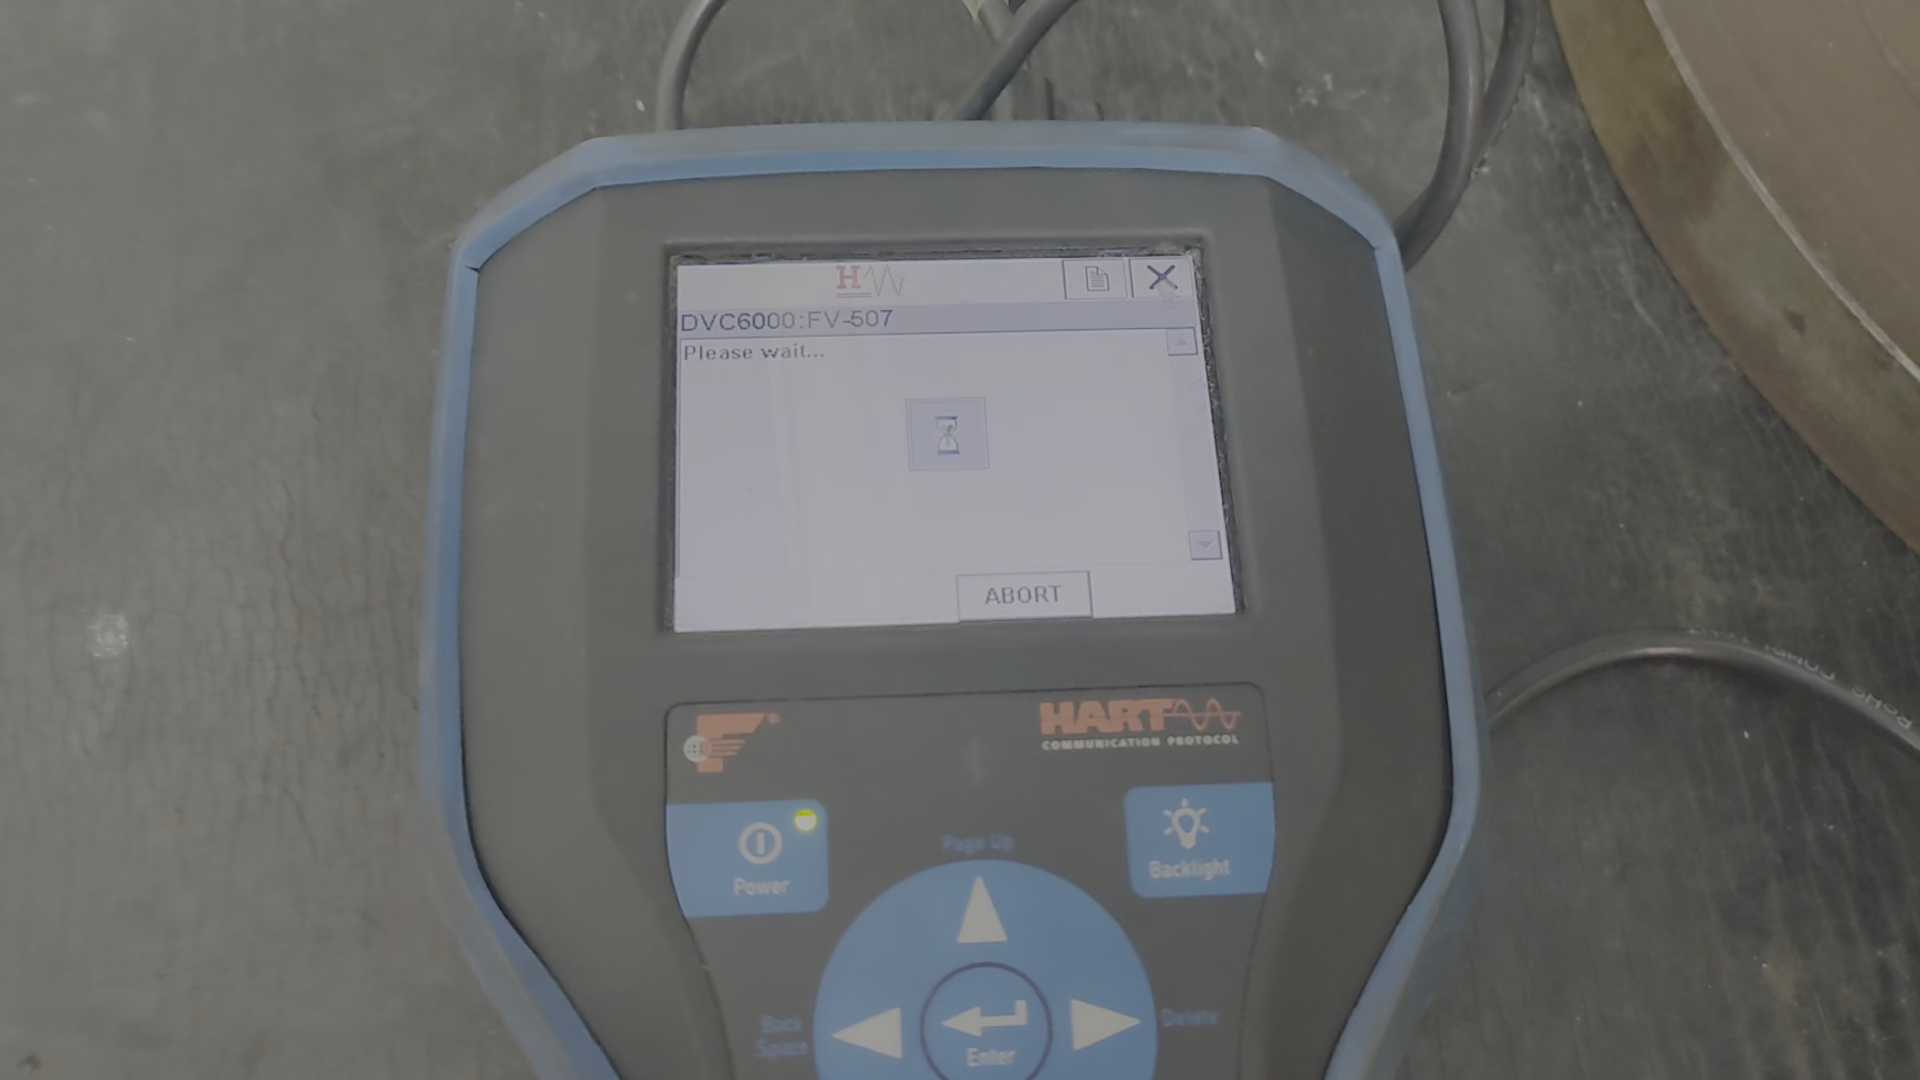 H
DVC6000:FV-507
Please wait...
ABORT
HART
COMMUNICATION PROTOCOL
Power
Page Up
Backlight
Back
Space
Delete
Enter